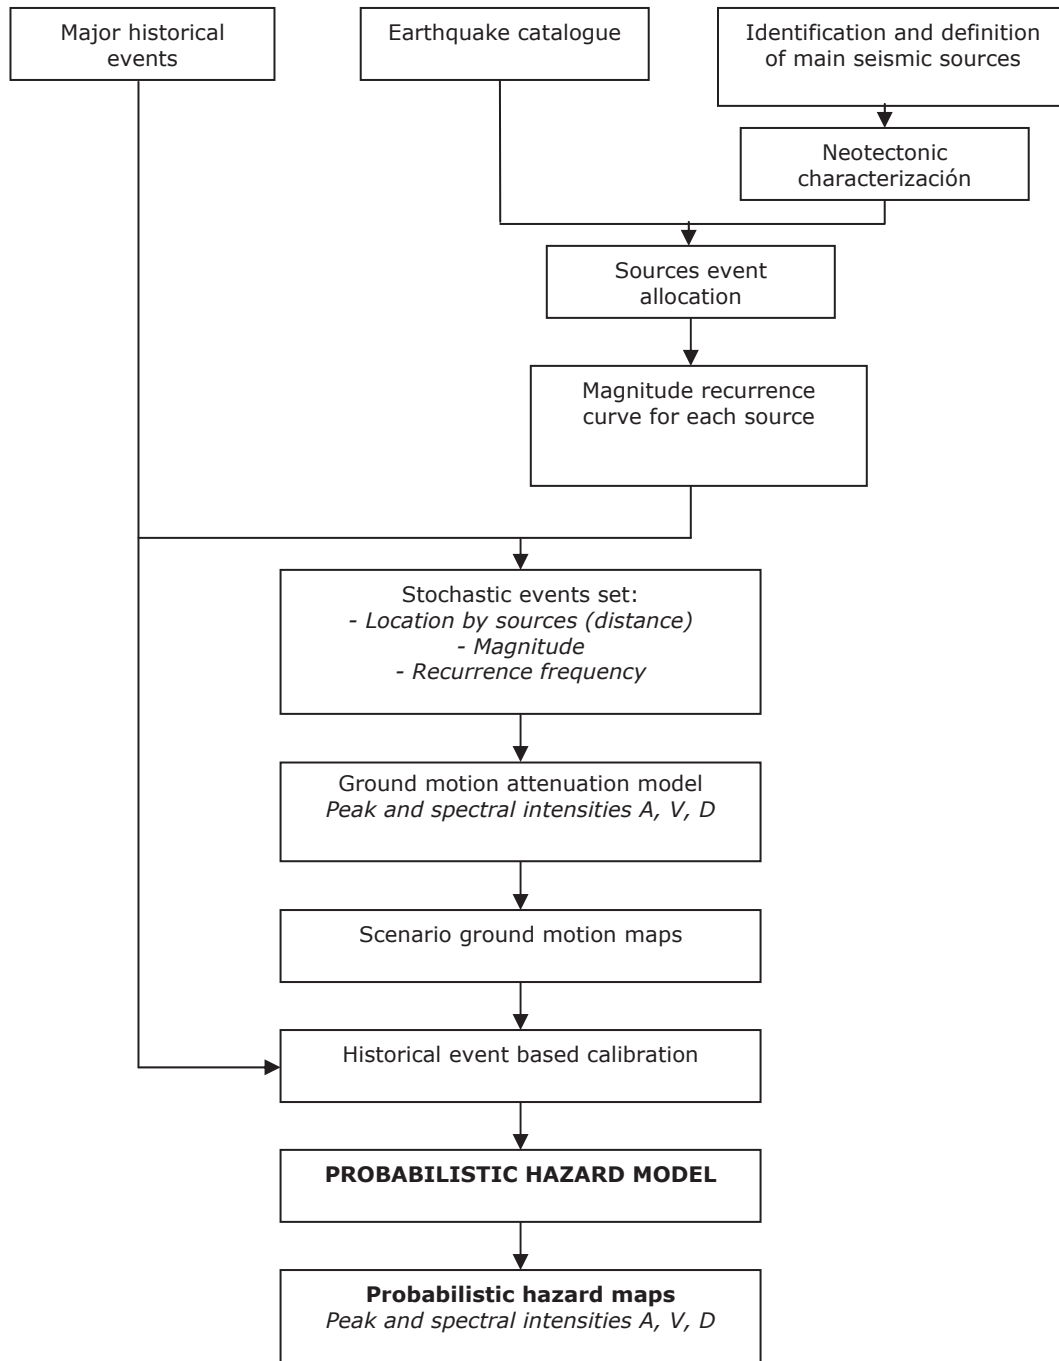 Major historical
events
Earthquake catalogue
Identification and definition
of main seismic sources
Neotectonic
characterización
Sources event
allocation
Magnitude recurrence
curve for each source
Stochastic events set:
- Location by sources (distance)
- Magnitude
- Recurrence frequency
Ground motion attenuation model
Peak and spectral intensities A, V, D
Scenario ground motion maps
Historical event based calibration
PROBABILISTIC HAZARD MODEL
Probabilistic hazard maps
Peak and spectral intensities A, V, D